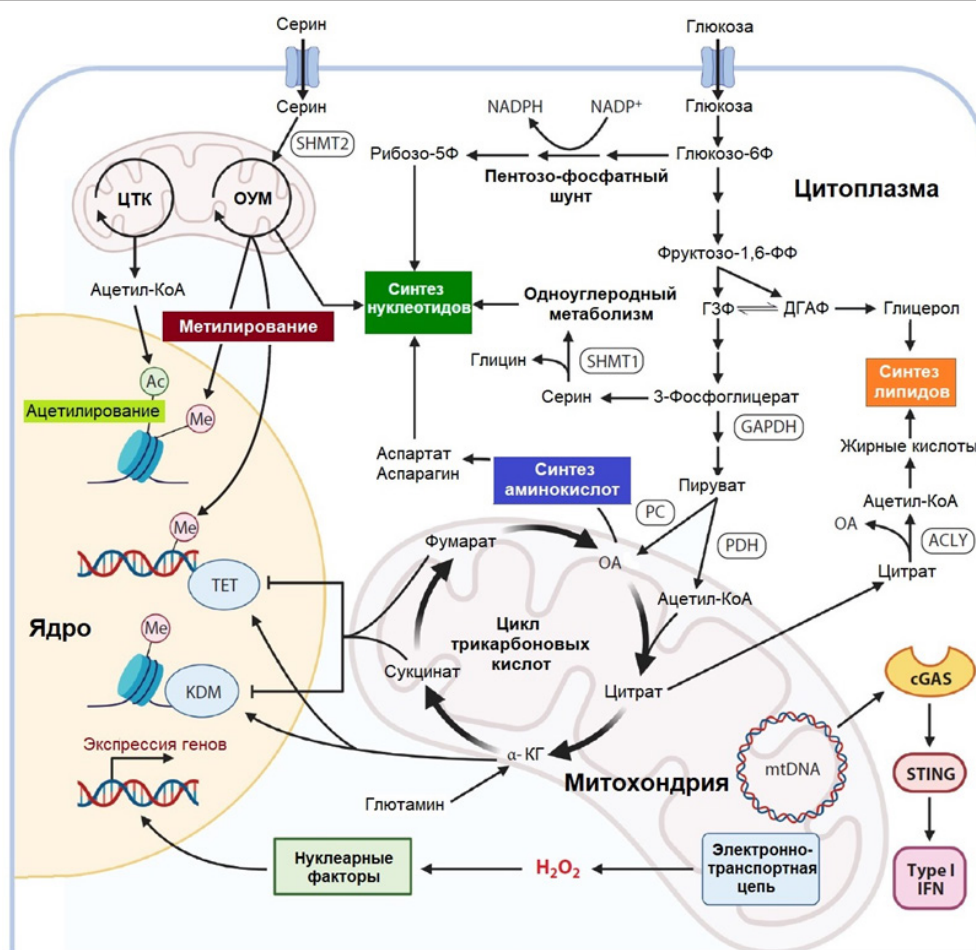 Серин
Глюкоза
Серин
Глюкоза
SHMT2
NADPH
NADP⁺
Рибозо-5Ф
Глюкозо-6Ф
Пентозо-фосфатный
шунт
Цитоплазма
ЦТК
ОУМ
Фруктозо-1,6-ФФ
Ацетил-КоА
Синтез
нуклеотидов
Одноуглеродный
метаболизм
ГЗФ
ДГАФ
Глицерол
Метилирование
Глицин
SHMT1
Синтез
липидов
Ac
Ацетилирование
Me
Серин
3-Фосфоглицерат
GAPDH
Жирные кислоты
Аспартат
Аспарагин
Синтез
аминокислот
Пируват
Ацетил-КоА
PC
PDH
OA
ACLY
Цитрат
Me
TET
Фумарат
OA
Ацетил-КоА
Ядро
Цикл
трикарбоновых
кислот
Me
KDM
Сукцинат
Цитрат
cGAS
Экспрессия генов
α-КГ
Митохондрия
mtDNA
STING
Глютамин
Нуклеарные
факторы
H₂O₂
Электронно-
транспортная
цепь
Type I
IFN